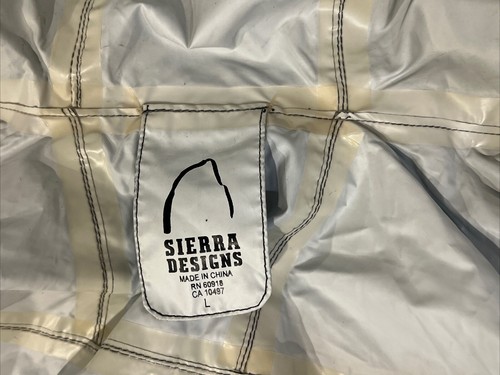 SIERRA
DESIGNS
MADE IN CHINA
RN 60918
CA 10487
L